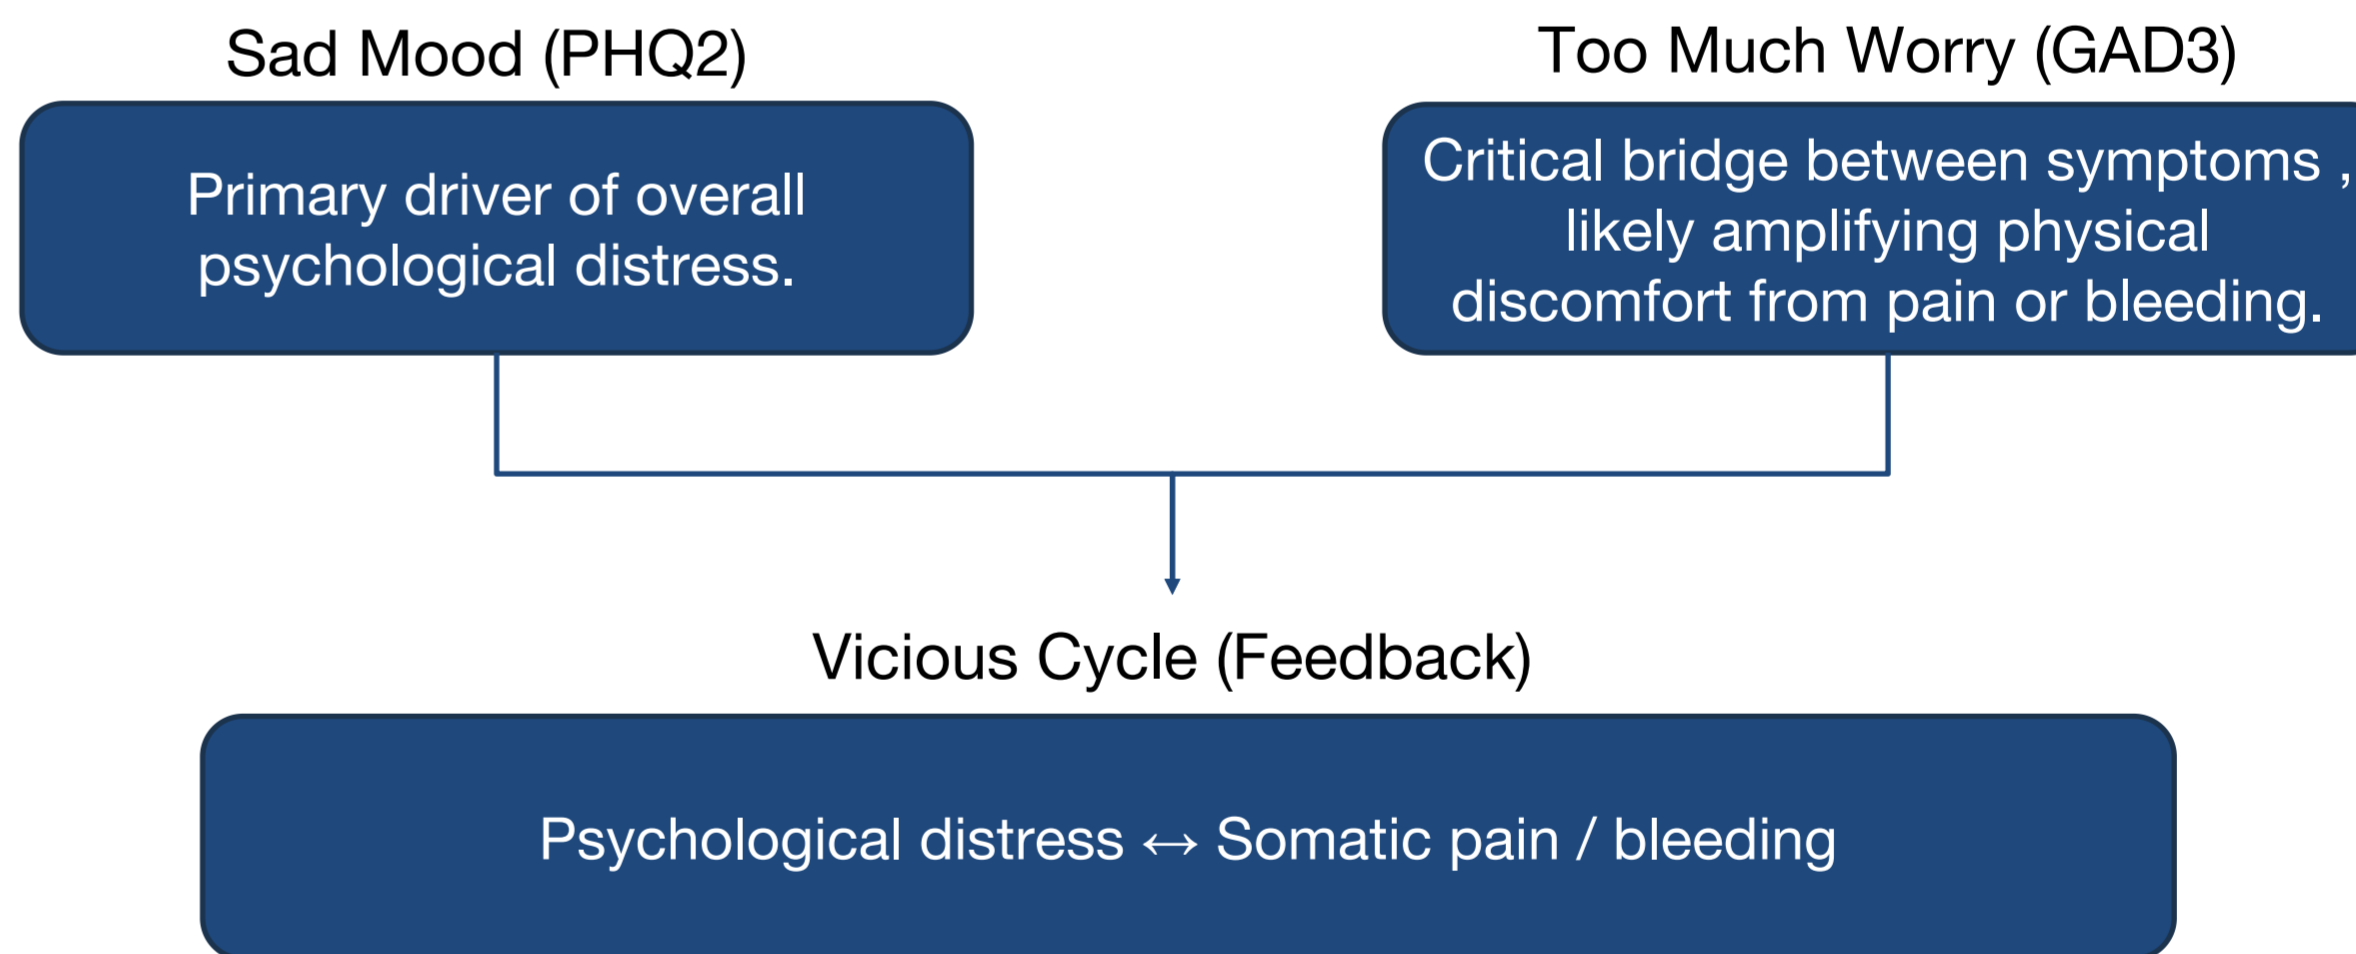 Sad Mood (PHQ2)
Primary driver of overall
psychological distress.
Too Much Worry (GAD3)
Critical bridge between symptoms ,
likely amplifying physical
discomfort from pain or bleeding.
Vicious Cycle (Feedback)
Psychological distress ↔ Somatic pain / bleeding